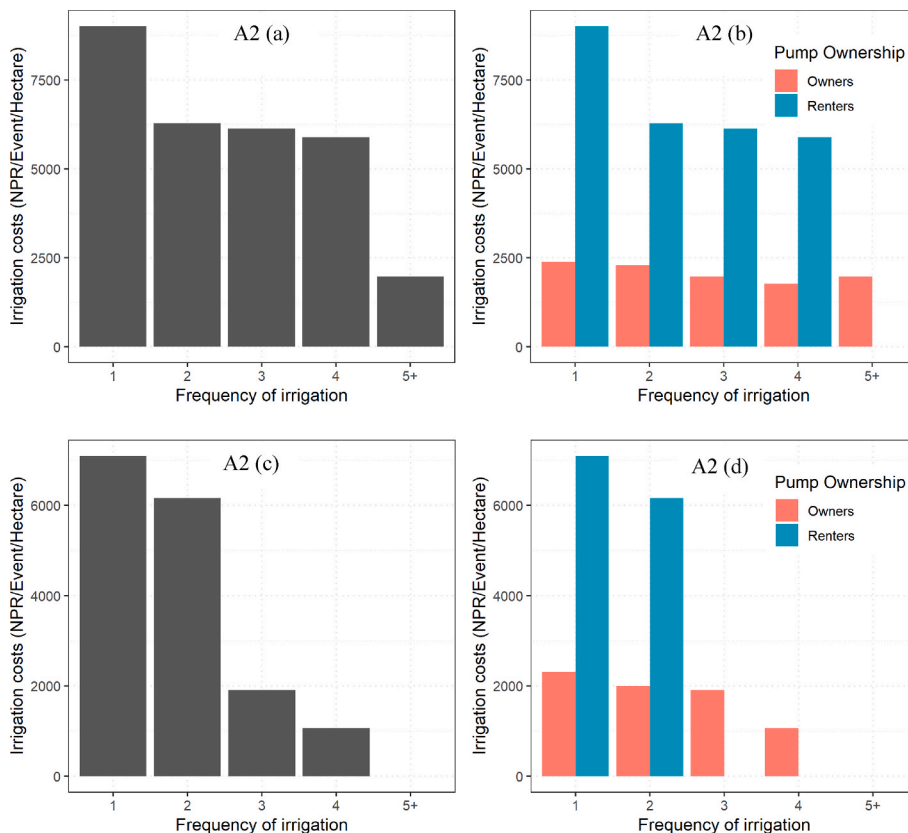 A2 (a)
Irrigation costs (NPR/Event/Hectare)
7500
5000
2500
0
1 2 3 4 5+
Frequency of irrigation
A2 (b)
Pump Ownership
Owners
Renters
Irrigation costs (NPR/Event/Hectare)
7500
5000
2500
0
1 2 3 4 5+
Frequency of irrigation
A2 (c)
Irrigation costs (NPR/Event/Hectare)
6000
4000
2000
0
1 2 3 4 5+
Frequency of irrigation
A2 (d)
Pump Ownership
Owners
Renters
Irrigation costs (NPR/Event/Hectare)
6000
4000
2000
0
1 2 3 4 5+
Frequency of irrigation